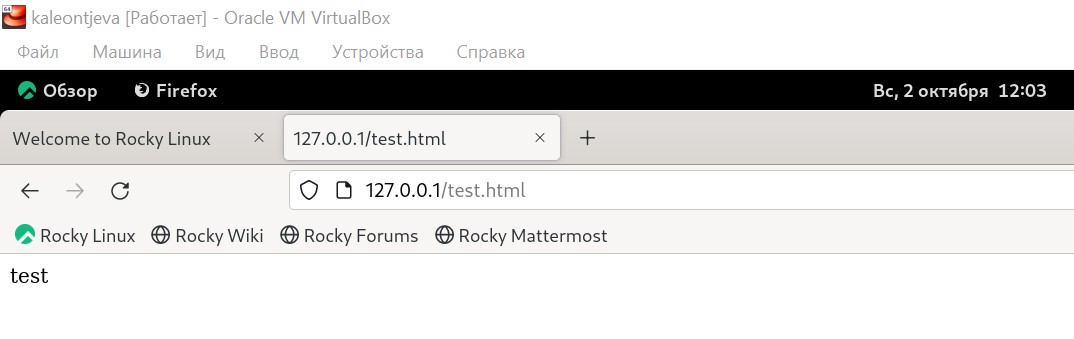 64
kaleontjeva [Работает] - Oracle VM VirtualBox
Файл Машина Вид Ввод Устройства Справка
Обзор Firefox Вс, 2 октября 12:03
Welcome to Rocky Linux × 127.0.0.1/test.html × +
127.0.0.1/test.html
Rocky Linux Rocky Wiki Rocky Forums Rocky Mattermost
test